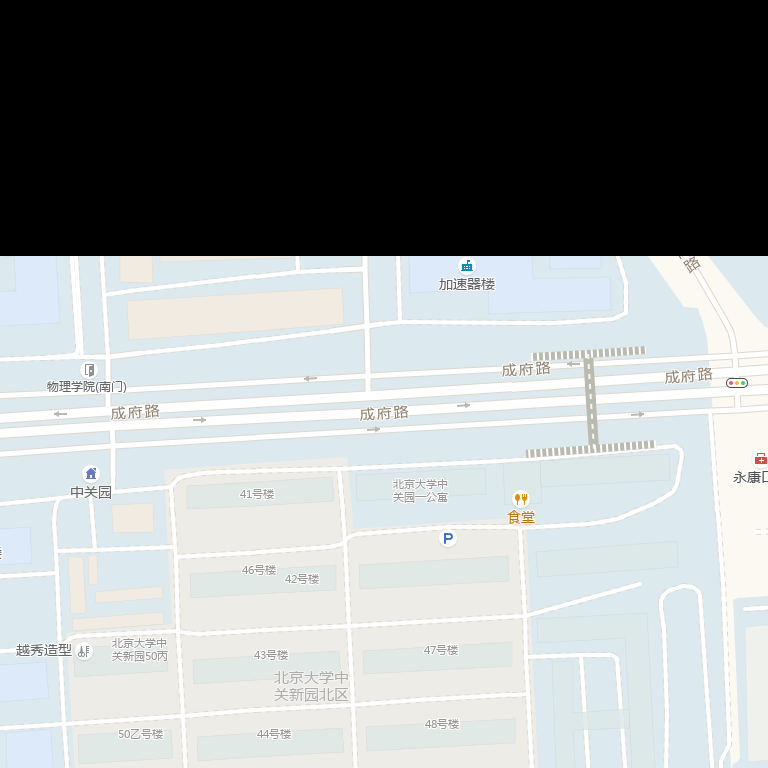 路
加速器楼
成府路
成府路
物理学院(南门)
成府路
成府路
永康口
中关园
41号楼
北京大学中
关园一公寓
食堂
P
46号楼
42号楼
越秀造型
北京大学中
关新园50丙
43号楼
47号楼
北京大学中
关新园北区
50乙号楼
44号楼
48号楼